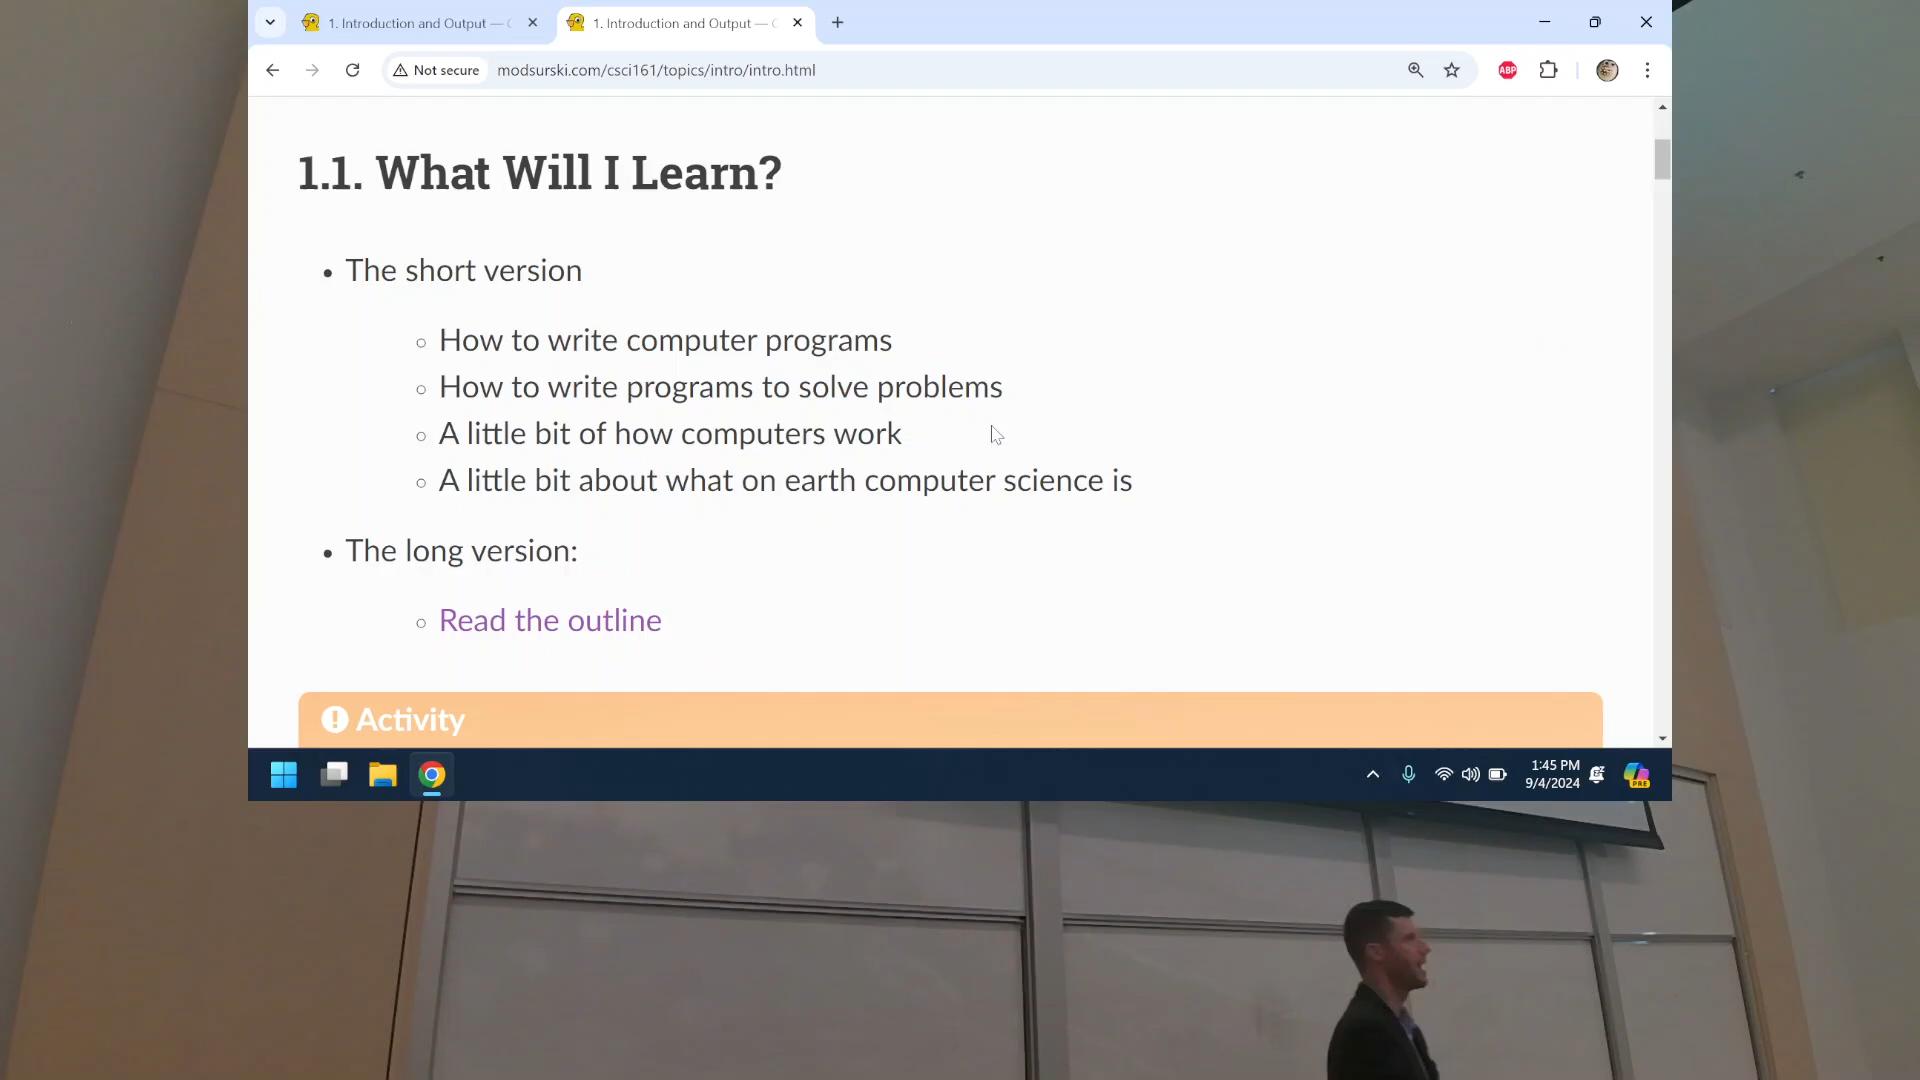 1. Introduction and Output — C
1. Introduction and Output — C
Not secure
modsurski.com/csci161/topics/intro/intro.html
ABP
1.1. What Will I Learn?
• The short version
How to write computer programs
How to write programs to solve problems
A little bit of how computers work
A little bit about what on earth computer science is
• The long version:
Read the outline
Activity
1:45 PM
9/4/2024
PRE